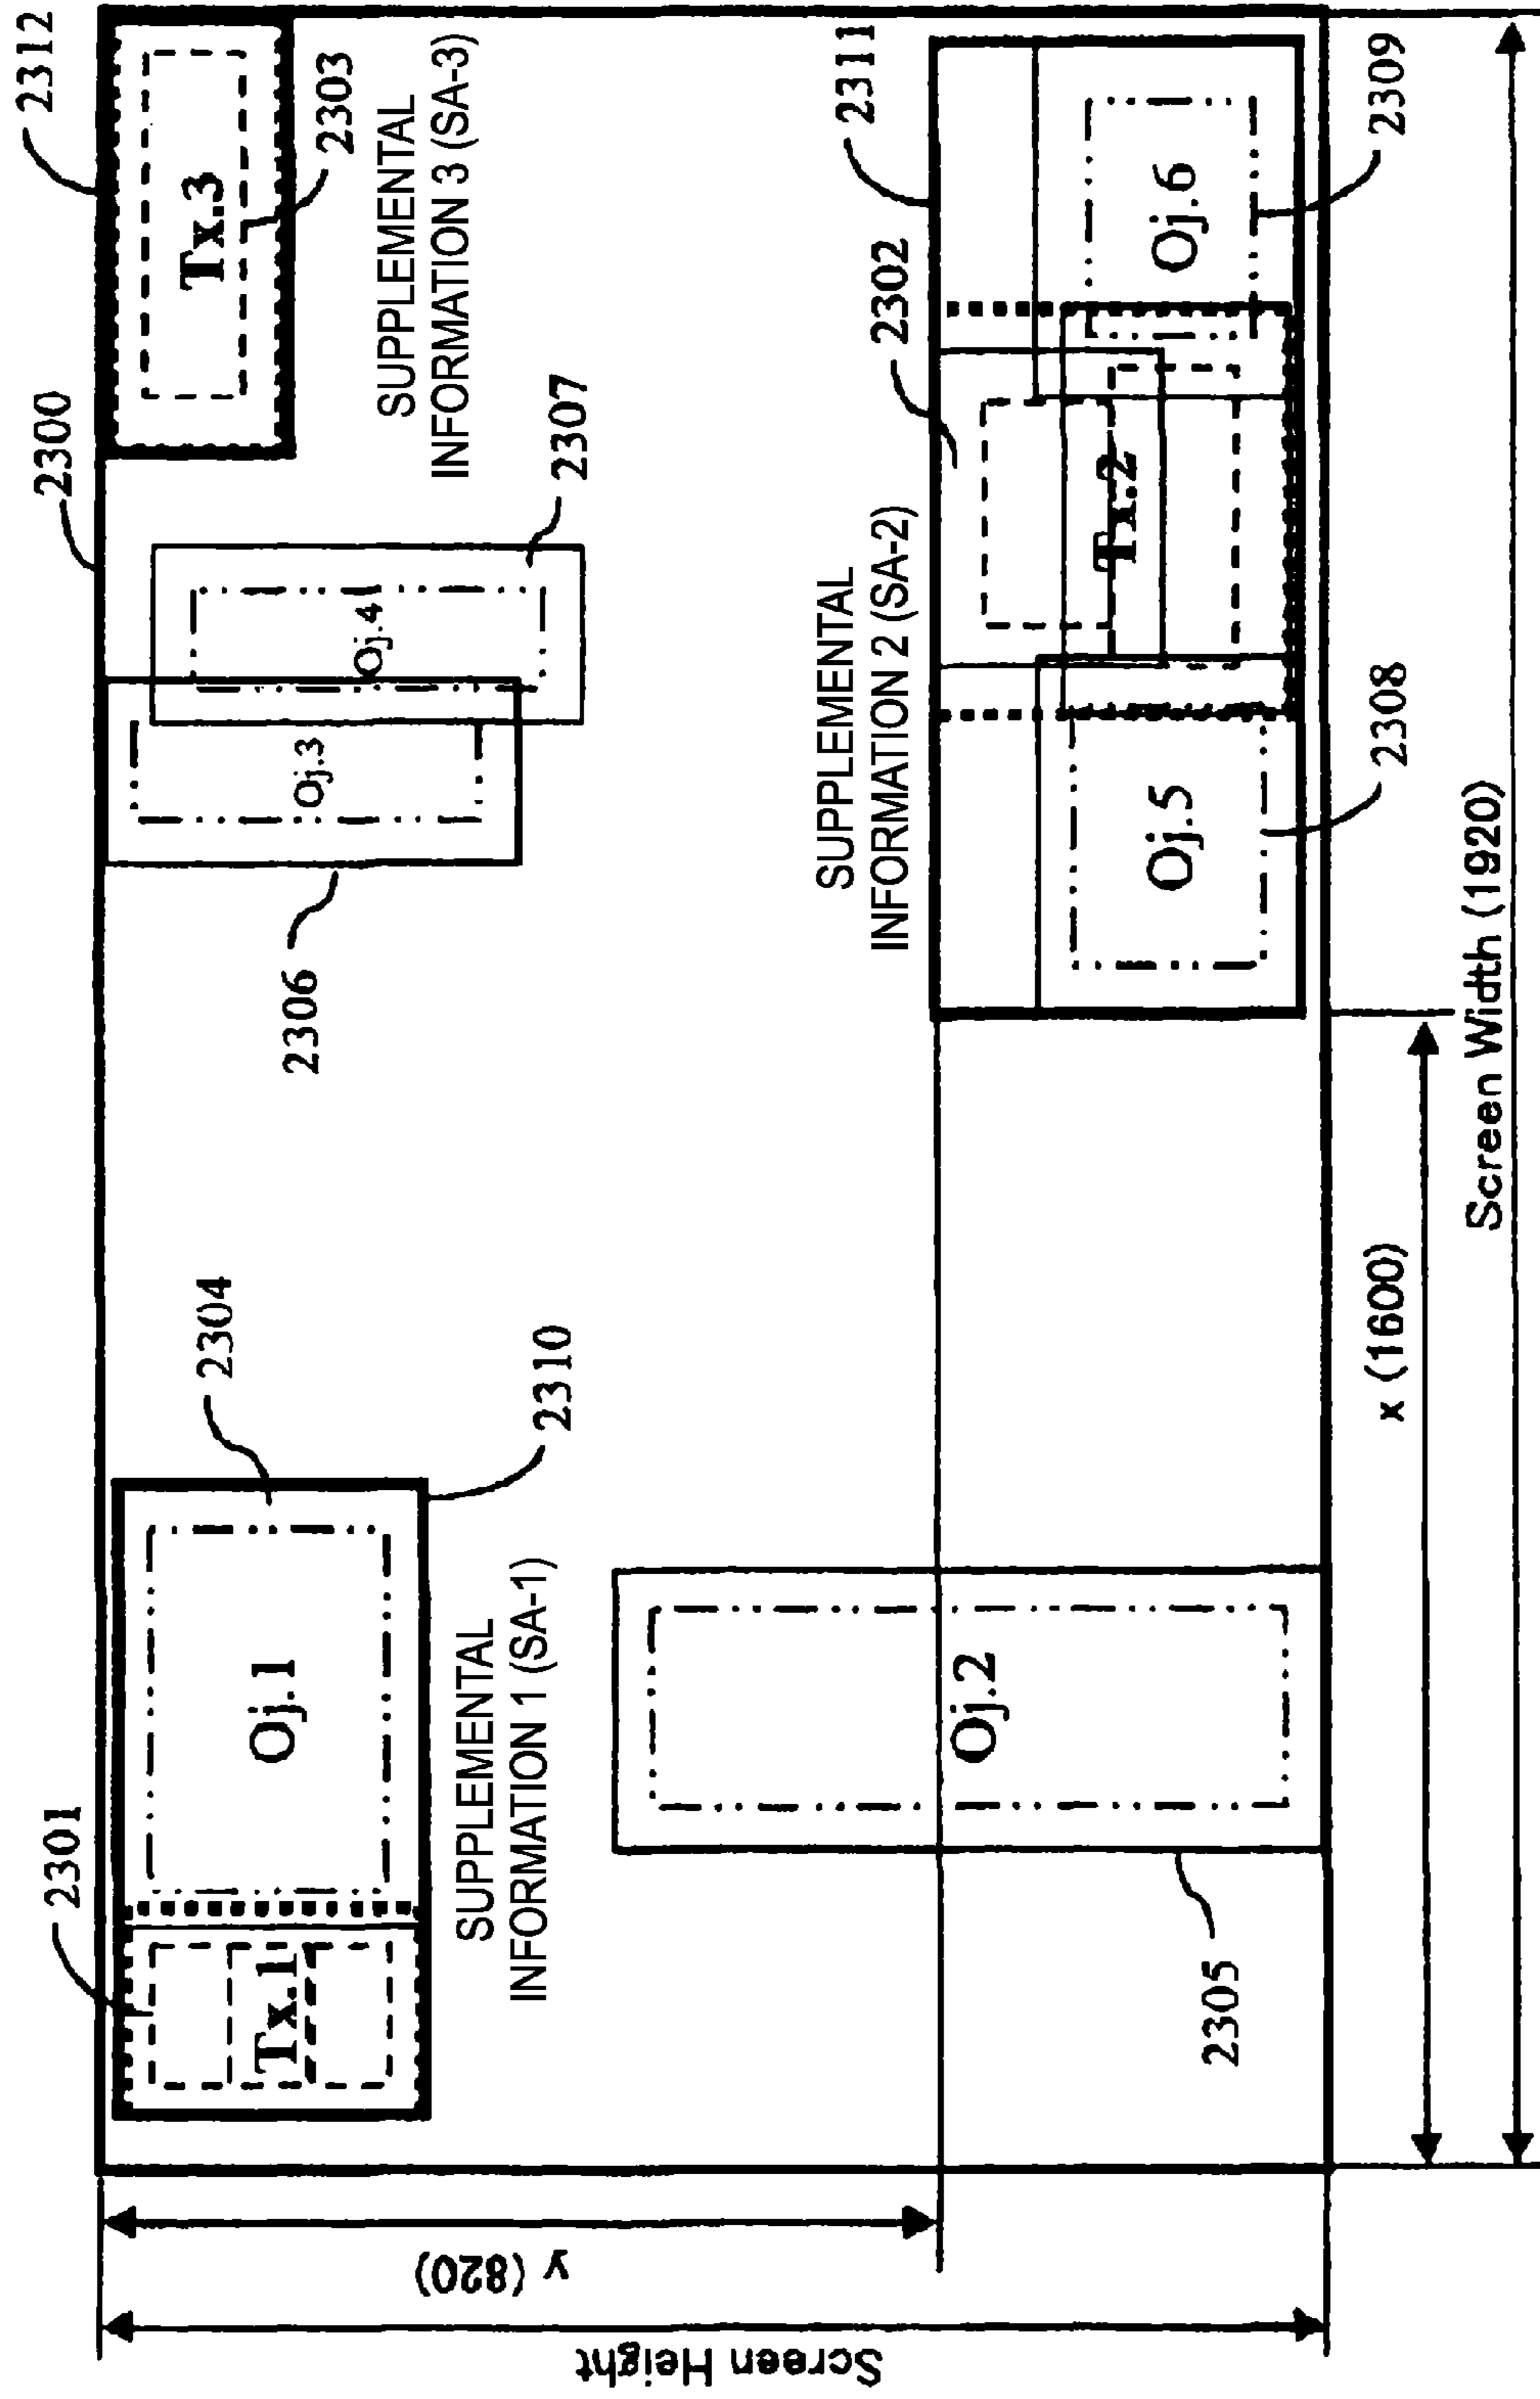 2312
2300
2301
2304
2306
2303
2307
2310
Tx.1
Oj.1
Oj.3
Oj.4
Tx.3
SUPPLEMENTAL
INFORMATION 1 (SA-1)
SUPPLEMENTAL
INFORMATION 3 (SA-3)
SUPPLEMENTAL
INFORMATION 2 (SA-2)
2302
2311
Oj.2
Oj.5
Tx.2
Oj.6
2305
2308
2309
y (820)
Screen Height
x (1600)
Screen Width (1920)